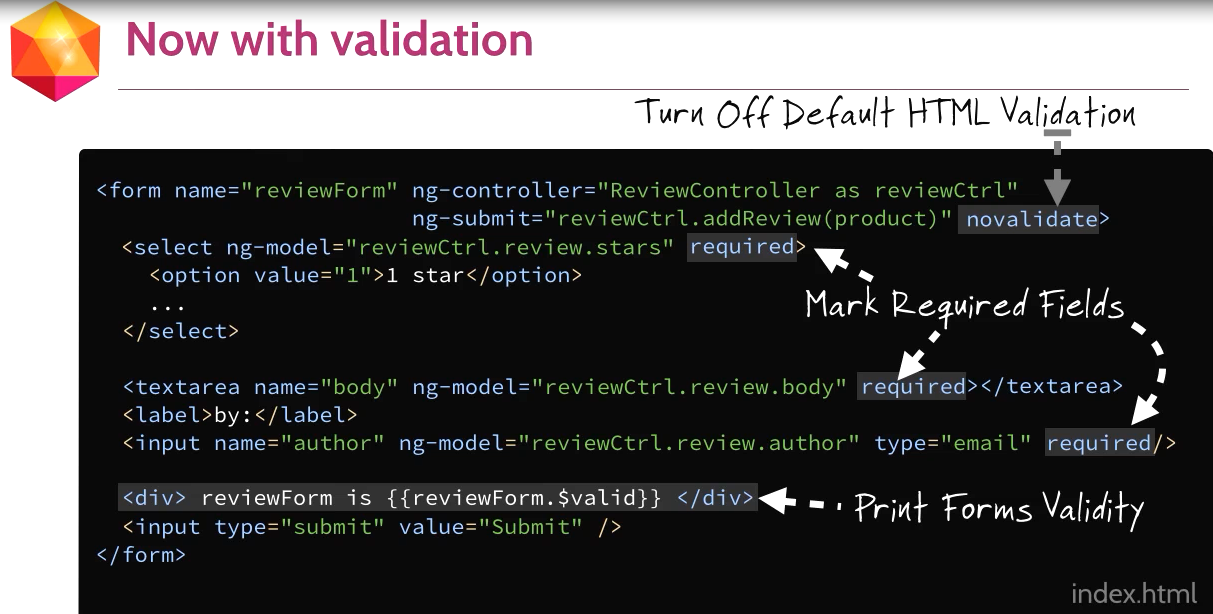 Now with validation
Turn Off Default HTML Validation
<form name="reviewForm" ng-controller="ReviewController as reviewCtrl"
ng-submit="reviewCtrl.addReview(product)" novalidate>
<select ng-model="reviewCtrl.review.stars" required>
<option value="1">1 star</option>
...
</select>
Mark Required Fields
<textarea name="body" ng-model="reviewCtrl.review.body" required></textarea>
<label>by:</label>
<input name="author" ng-model="reviewCtrl.review.author" type="email" required/>
<div> reviewForm is {{reviewForm.$valid}} </div>
Print Forms Validity
<input type="submit" value="Submit" />
</form>
index.html